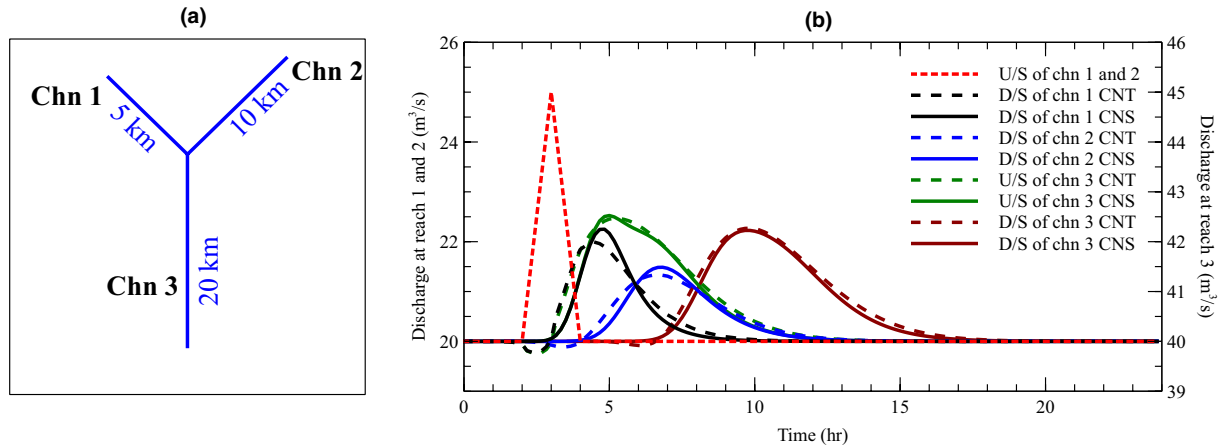 (a)
Chn 1
Chn 2
5 km
10 km
Chn 3
20 km
(b)
26
24
22
20
Discharge at reach 1 and 2 (m³/s)
46
45
44
43
42
41
40
39
Discharge at reach 3 (m³/s)
U/S of chn 1 and 2
D/S of chn 1 CNT
D/S of chn 1 CNS
D/S of chn 2 CNT
D/S of chn 2 CNS
U/S of chn 3 CNT
U/S of chn 3 CNS
D/S of chn 3 CNT
D/S of chn 3 CNS
0 5 10 15 20
Time (hr)